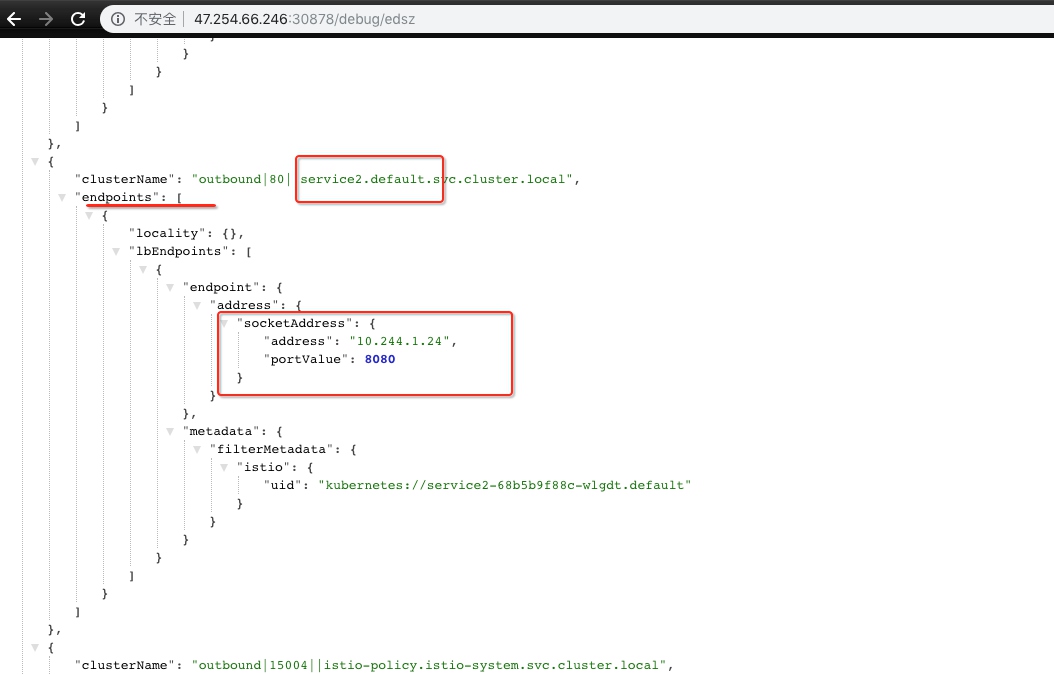 不安全 47.254.66.246:30878/debug/edsz
}
}
}
]
}
]
},
{
"clusterName": "outbound|80| service2.default.svc.cluster.local",
"endpoints": [
{
"locality": {},
"lbEndpoints": [
{
"endpoint": {
"address": {
"socketAddress": {
"address": "10.244.1.24",
"portValue": 8080
}
}
},
"metadata": {
"filterMetadata": {
"istio": {
"uid": "kubernetes://service2-68b5b9f88c-wlgdt.default"
}
}
}
}
]
}
]
},
{
"clusterName": "outbound|15004||istio-policy.istio-system.svc.cluster.local",